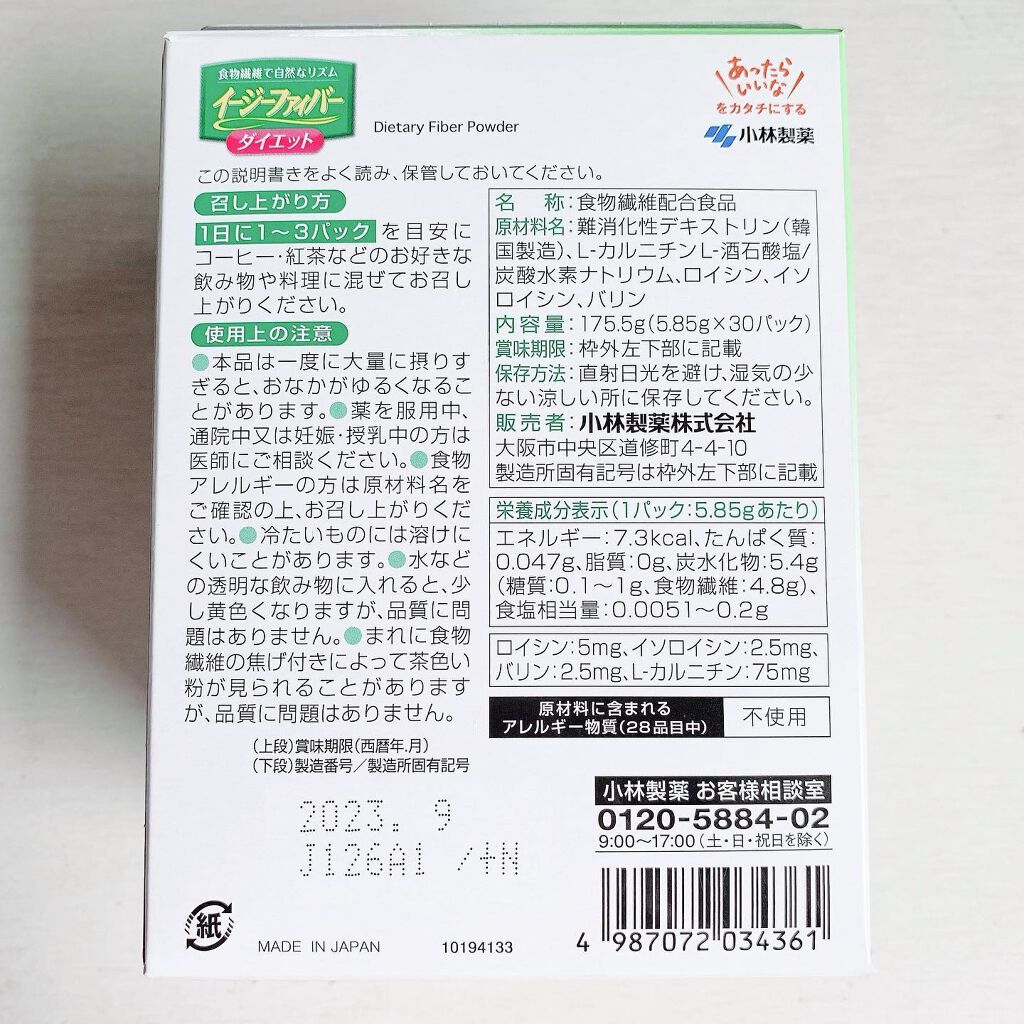 食物繊維で自然なリズム
イージーファイバー
ダイエット
Dietary Fiber Powder
あったら
いいな
をカタチにする
小林製薬
この説明書きをよく読み、保管しておいてください。
召し上がり方
1日に1〜3パック を目安に
コーヒー・紅茶などのお好きな
飲み物や料理に混ぜてお召し
上がりください。
使用上の注意
●本品は一度に大量に摂りす
ぎると、おなかがゆるくなるこ
とがあります。●薬を服用中、
通院中又は妊娠・授乳中の方は
医師にご相談ください。●食物
アレルギーの方は原材料名を
ご確認の上、お召し上がりくだ
さい。●冷たいものには溶けに
くいことがあります。●水など
の透明な飲み物に入れると、少
し黄色くなりますが、品質に問
題はありません。●まれに食物
繊維の焦げ付きによって茶色い
粉が見られることがあります
が、品質に問題はありません。
(上段)賞味期限(西暦年.月)
(下段)製造番号/製造所固有記号
2023. 9
J126A1 /+N
紙
MADE IN JAPAN
10194133
名 称:食物繊維配合食品
原材料名:難消化性デキストリン(韓
国製造)、L-カルニチンL-酒石酸塩/
炭酸水素ナトリウム、ロイシン、イソ
ロイシン、バリン
内容量:175.5g(5.85g×30パック)
賞味期限:枠外左下部に記載
保存方法:直射日光を避け、湿気の少
ない涼しい所に保存してください。
販売者:小林製薬株式会社
大阪市中央区道修町4-4-10
製造所固有記号は枠外左下部に記載
栄養成分表示(1パック:5.85gあたり)
エネルギー:7.3kcal、たんぱく質:
0.047g、脂質:0g、炭水化物:5.4g
(糖質:0.1〜1g、食物繊維:4.8g)、
食塩相当量:0.0051〜0.2g
ロイシン:5mg、イソロイシン:2.5mg、
バリン:2.5mg、L-カルニチン:75mg
原材料に含まれる
アレルギー物質(28品目中)
不使用
小林製薬 お客様相談室
0120-5884-02
9:00〜17:00(土・日・祝日を除く)
4 987072 034361